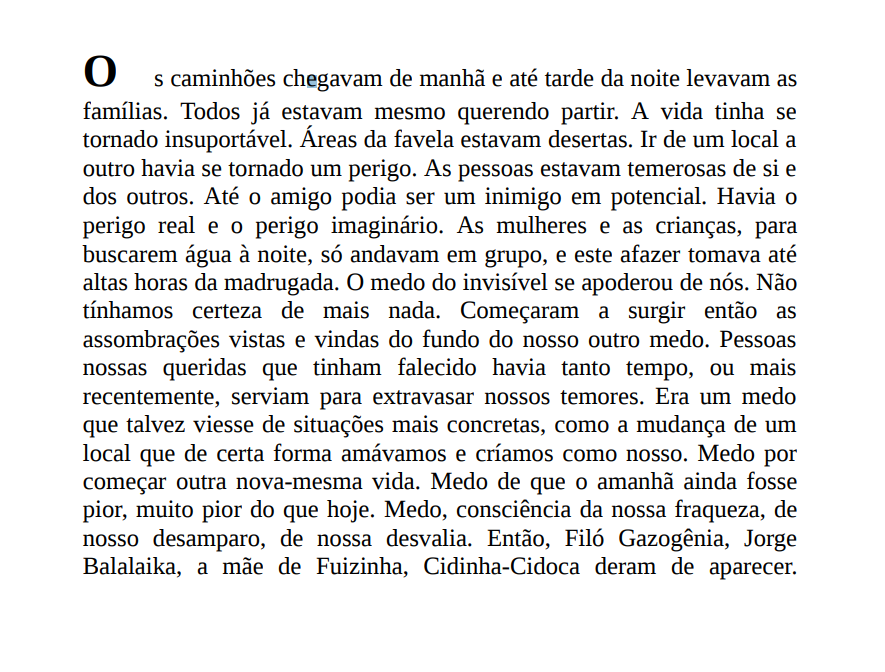 Os caminhões chegavam de manhã e até tarde da noite levavam as
famílias. Todos já estavam mesmo querendo partir. A vida tinha se
tornado insuportável. Áreas da favela estavam desertas. Ir de um local a
outro havia se tornado um perigo. As pessoas estavam temerosas de si e
dos outros. Até o amigo podia ser um inimigo em potencial. Havia o
perigo real e o perigo imaginário. As mulheres e as crianças, para
buscarem água à noite, só andavam em grupo, e este afazer tomava até
altas horas da madrugada. O medo do invisível se apoderou de nós. Não
tínhamos certeza de mais nada. Começaram a surgir então as
assombrações vistas e vindas do fundo do nosso outro medo. Pessoas
nossas queridas que tinham falecido havia tanto tempo, ou mais
recentemente, serviam para extravasar nossos temores. Era um medo
que talvez viesse de situações mais concretas, como a mudança de um
local que de certa forma amávamos e críamos como nosso. Medo por
começar outra nova-mesma vida. Medo de que o amanhã ainda fosse
pior, muito pior do que hoje. Medo, consciência da nossa fraqueza, de
nosso desamparo, de nossa desvalia. Então, Filó Gazogênia, Jorge
Balalaika, a mãe de Fuizinha, Cidinha-Cidoca deram de aparecer.